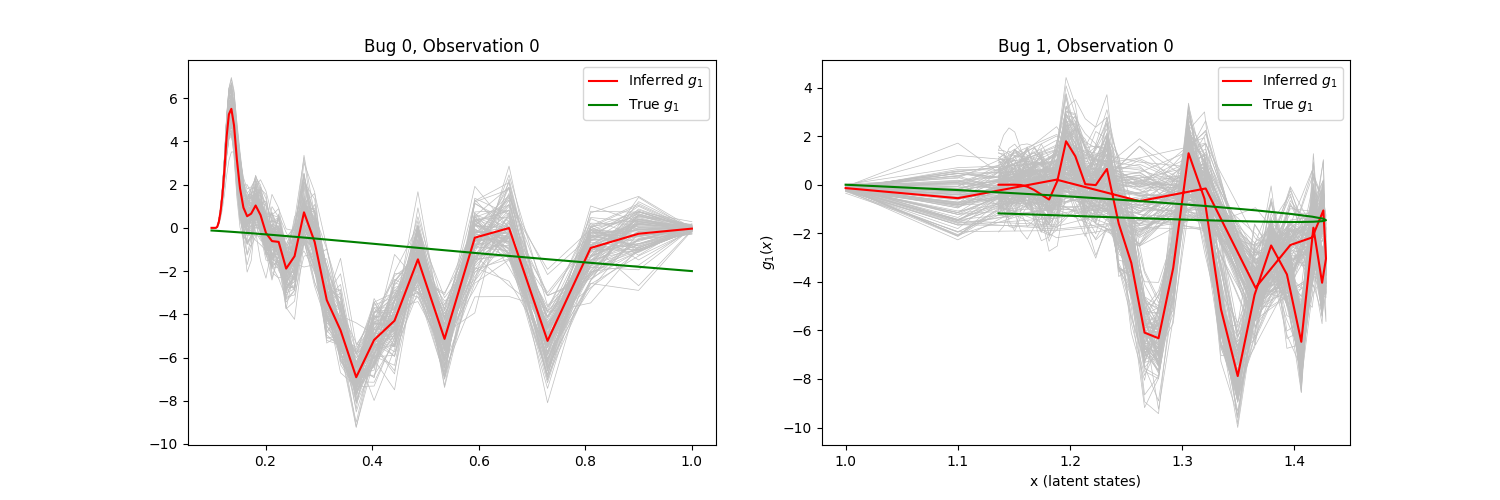 Bug 0, Observation 0
Inferred g₁
True g₁
6
4
2
0
−2
−4
−6
−8
−10
0.2 0.4 0.6 0.8 1.0
Bug 1, Observation 0
Inferred g₁
True g₁
4
2
0
−2
−4
−6
−8
−10
g₁(x)
1.0 1.1 1.2 1.3 1.4
x (latent states)